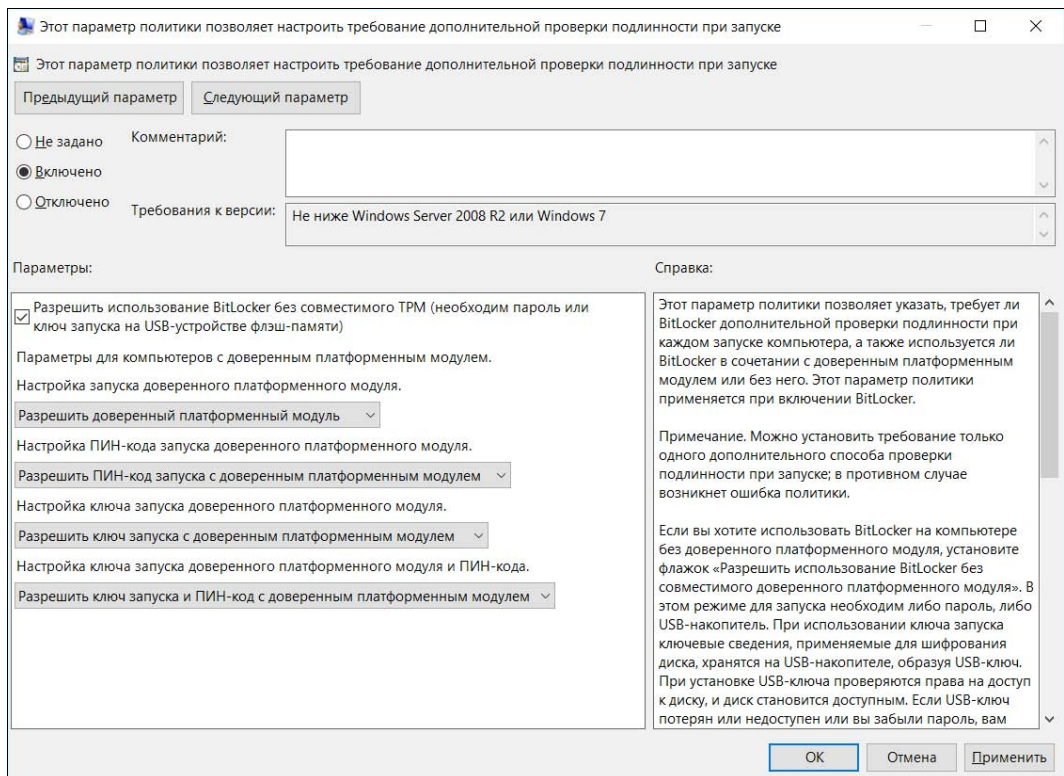 Этот параметр политики позволяет настроить требование дополнительной проверки подлинности при запуске
Этот параметр политики позволяет настроить требование дополнительной проверки подлинности при запуске
Предыдущий параметр
Следующий параметр
Не задано
Включено
Отключено
Комментарий:
Требования к версии:
Не ниже Windows Server 2008 R2 или Windows 7
Параметры:
Разрешить использование BitLocker без совместимого TPM (необходим пароль или
ключ запуска на USB-устройстве флэш-памяти)
Параметры для компьютеров с доверенным платформенным модулем.
Настройка запуска доверенного платформенного модуля.
Разрешить доверенный платформенный модуль
Настройка ПИН-кода запуска доверенного платформенного модуля.
Разрешить ПИН-код запуска с доверенным платформенным модулем
Настройка ключа запуска доверенного платформенного модуля.
Разрешить ключ запуска с доверенным платформенным модулем
Настройка ключа запуска доверенного платформенного модуля и ПИН-кода.
Разрешить ключ запуска и ПИН-код с доверенным платформенным модулем
Справка:
Этот параметр политики позволяет указать, требует ли
BitLocker дополнительной проверки подлинности при
каждом запуске компьютера, а также используется ли
BitLocker в сочетании с доверенным платформенным
модулем или без него. Этот параметр политики
применяется при включении BitLocker.
Примечание. Можно установить требование только
одного дополнительного способа проверки
подлинности при запуске; в противном случае
возникнет ошибка политики.
Если вы хотите использовать BitLocker на компьютере
без доверенного платформенного модуля, установите
флажок «Разрешить использование BitLocker без
совместимого доверенного платформенного модуля». В
этом режиме для запуска необходим либо пароль, либо
USB-накопитель. При использовании ключа запуска
ключевые сведения, применяемые для шифрования
диска, хранятся на USB-накопителе, образуя USB-ключ.
При установке USB-ключа проверяются права на доступ
к диску, и диск становится доступным. Если USB-ключ
потерян или недоступен или вы забыли пароль, вам
ОК
Отмена
Применить